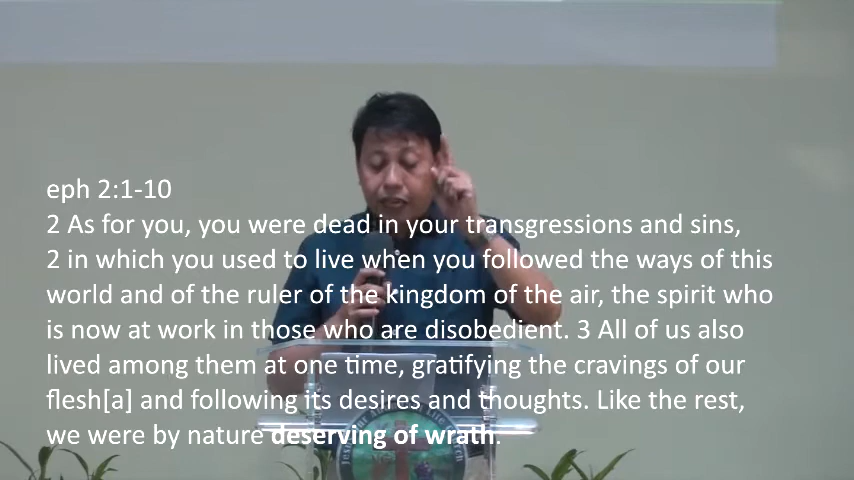 eph 2:1-10
2 As for you, you were dead in your transgressions and sins,
2 in which you used to live when you followed the ways of this
world and of the ruler of the kingdom of the air, the spirit who
is now at work in those who are disobedient. 3 All of us also
lived among them at one time, gratifying the cravings of our
flesh[a] and following its desires and thoughts. Like the rest,
we were by nature deserving of wrath.